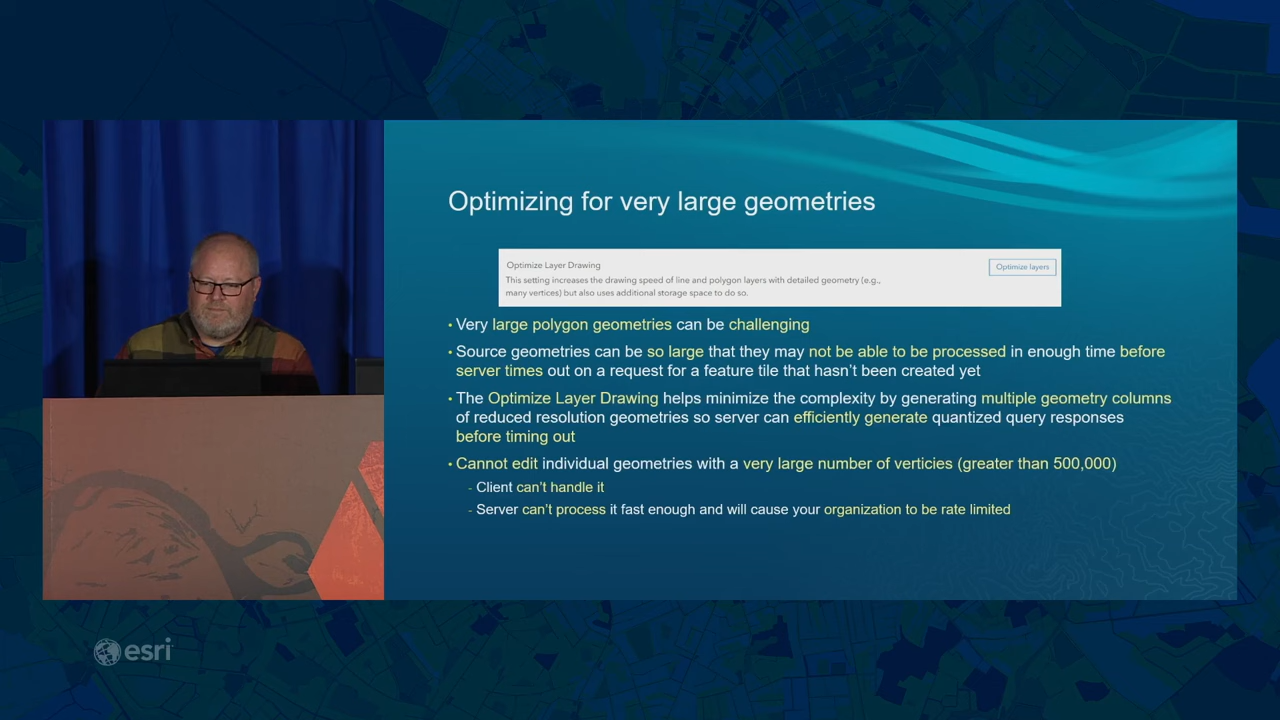 Optimizing for very large geometries
Optimize Layer Drawing
Optimize layers
This setting increases the drawing speed of line and polygon layers with detailed geometry (e.g.,
many vertices) but also uses additional storage space to do so.
• Very large polygon geometries can be challenging
• Source geometries can be so large that they may not be able to be processed in enough time before
server times out on a request for a feature tile that hasn't been created yet
• The Optimize Layer Drawing helps minimize the complexity by generating multiple geometry columns
of reduced resolution geometries so server can efficiently generate quantized query responses
before timing out
• Cannot edit individual geometries with a very large number of verticies (greater than 500,000)
- Client can't handle it
- Server can't process it fast enough and will cause your organization to be rate limited
esri